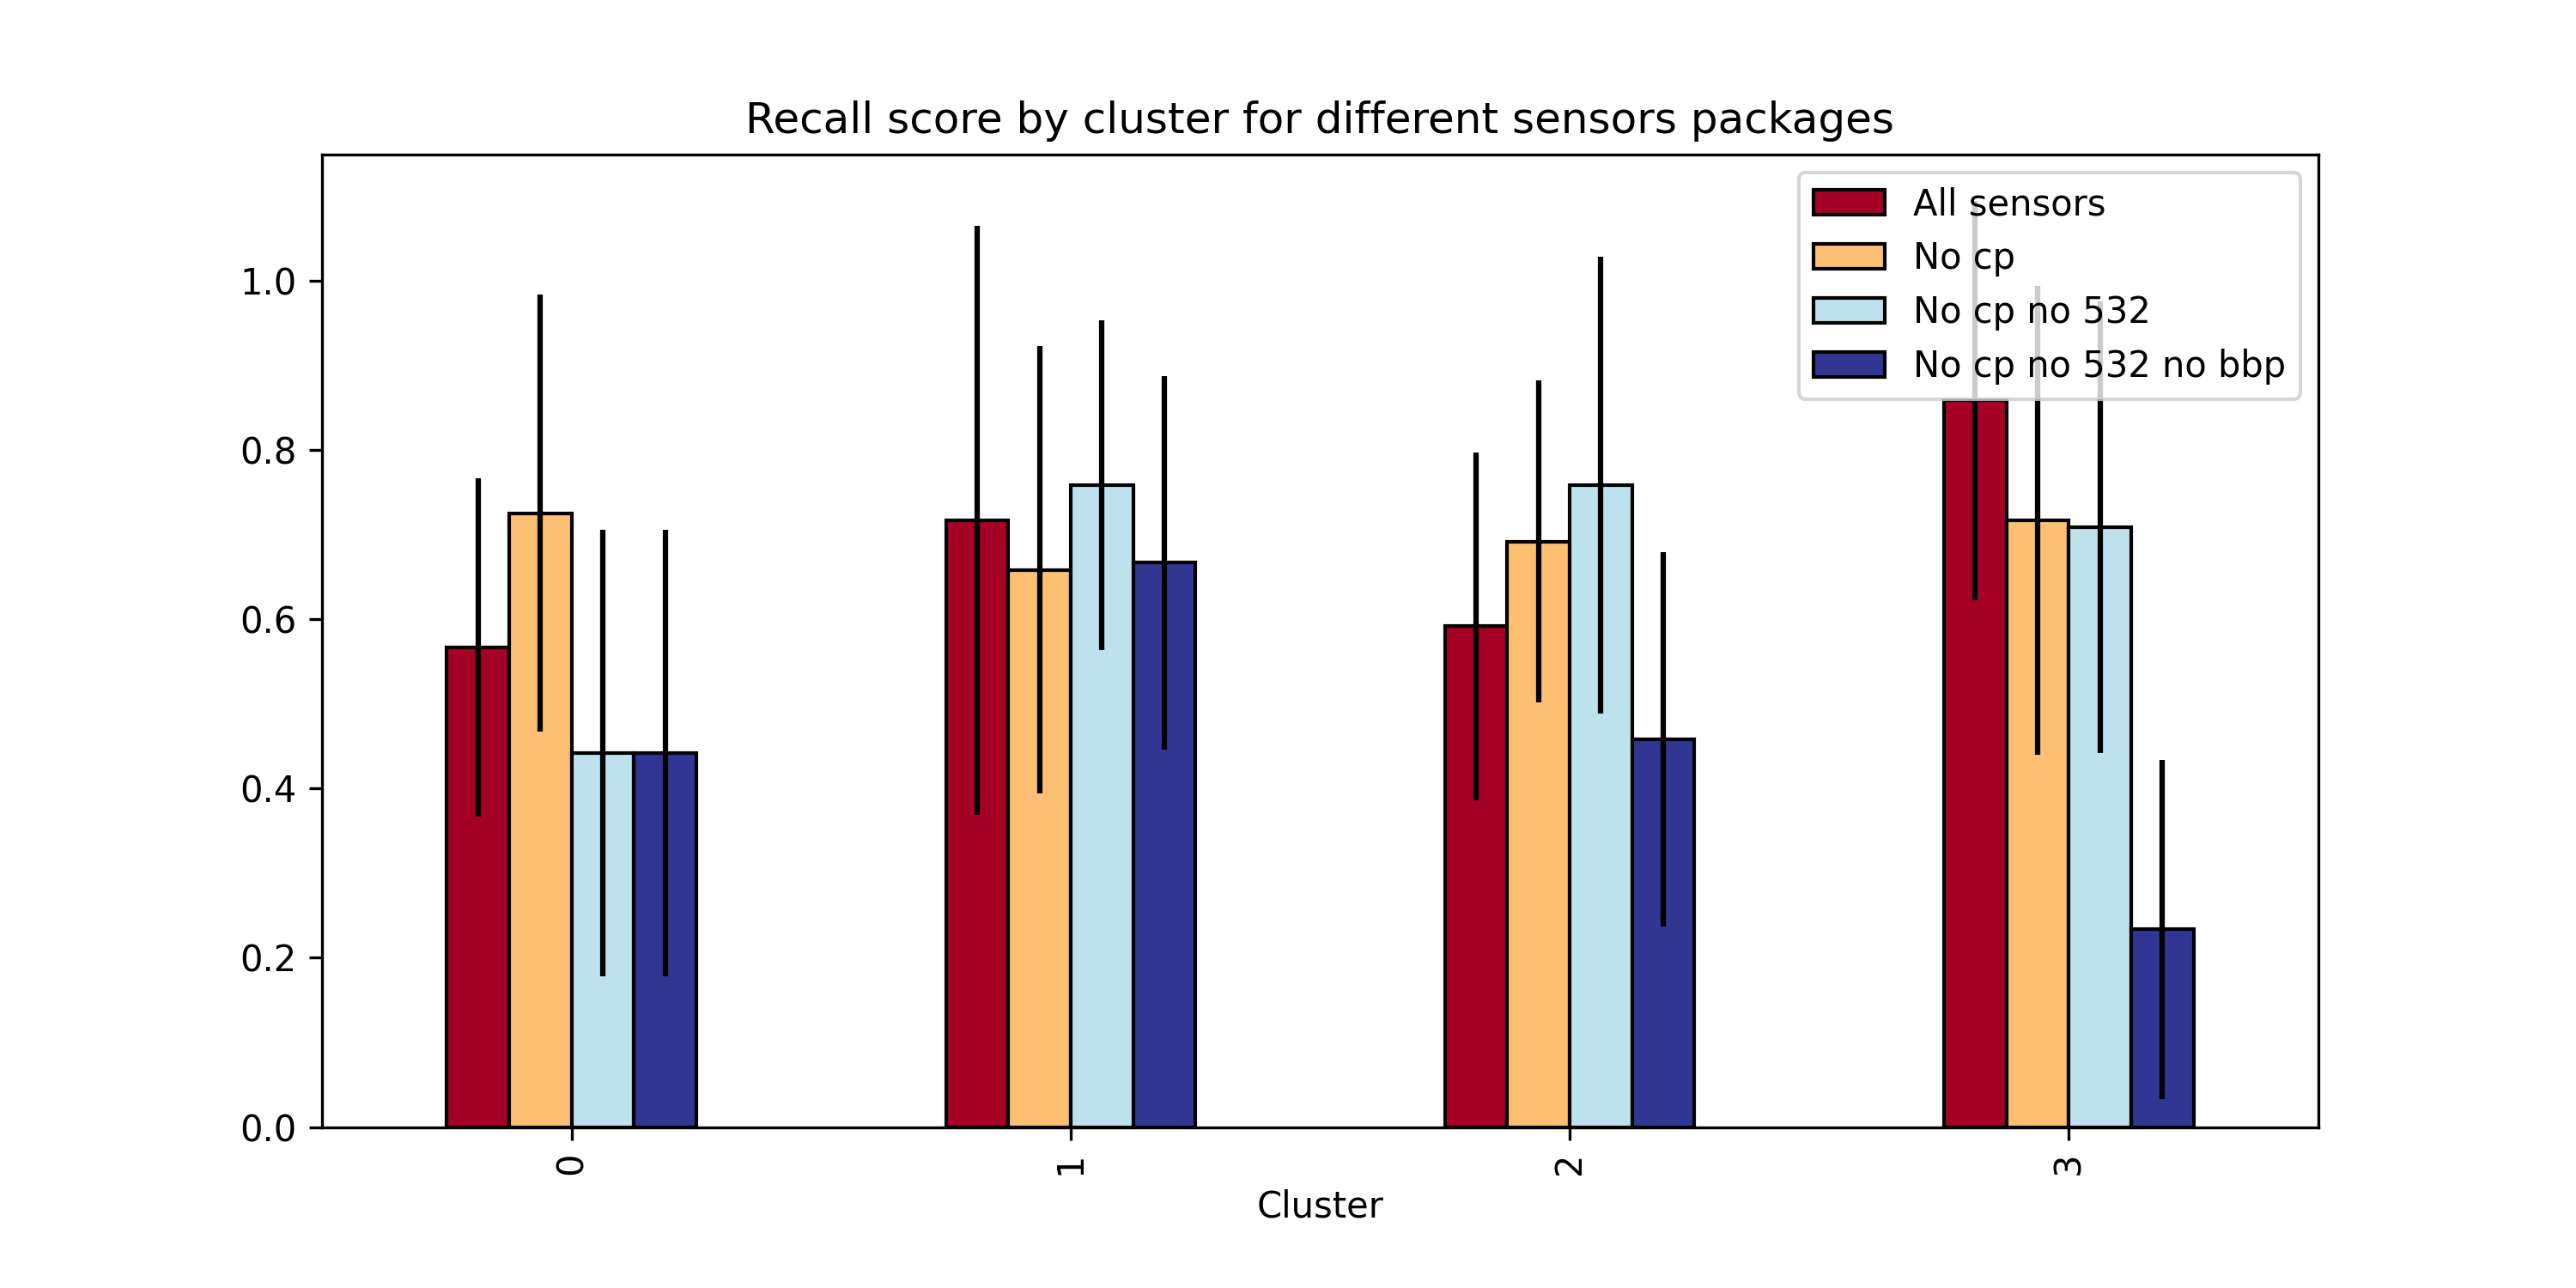 Recall score by cluster for different sensors packages
All sensors
No cp
No cp no 532
No cp no 532 no bbp
1.0
0.8
0.6
0.4
0.2
0.0
0 1 2 3
Cluster